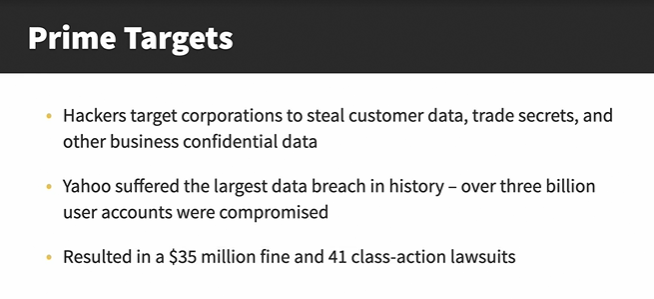 Prime Targets
• Hackers target corporations to steal customer data, trade secrets, and
other business confidential data
• Yahoo suffered the largest data breach in history – over three billion
user accounts were compromised
• Resulted in a $35 million fine and 41 class-action lawsuits